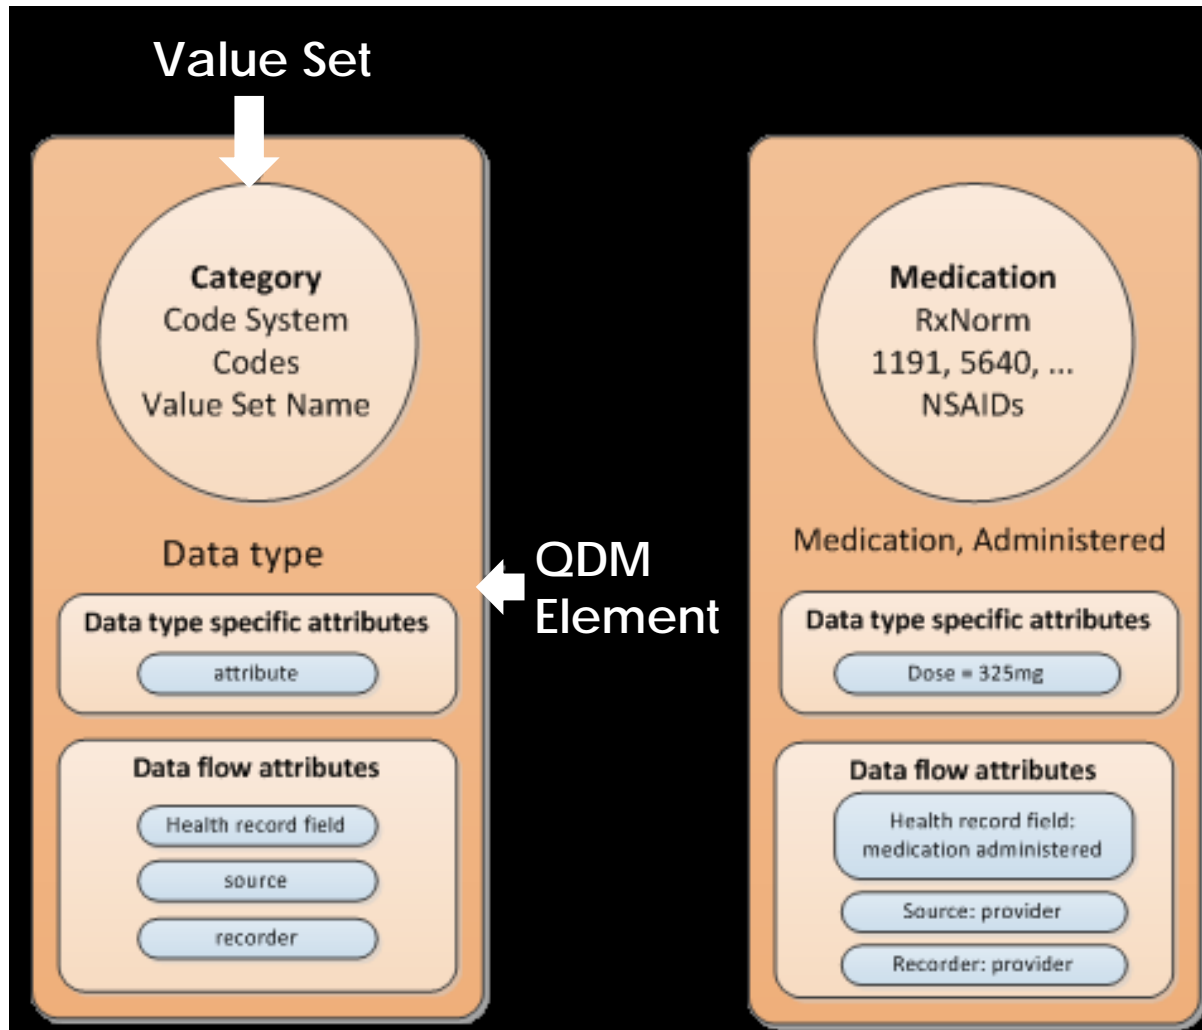 Value Set
Category
Code System
Codes
Value Set Name
Data type
Data type specific attributes
attribute
Data flow attributes
Health record field
source
recorder
QDM
Element
Medication
RxNorm
1191, 5640, ...
NSAIDs
Medication, Administered
Data type specific attributes
Dose = 325mg
Data flow attributes
Health record field:
medication administered
Source: provider
Recorder: provider